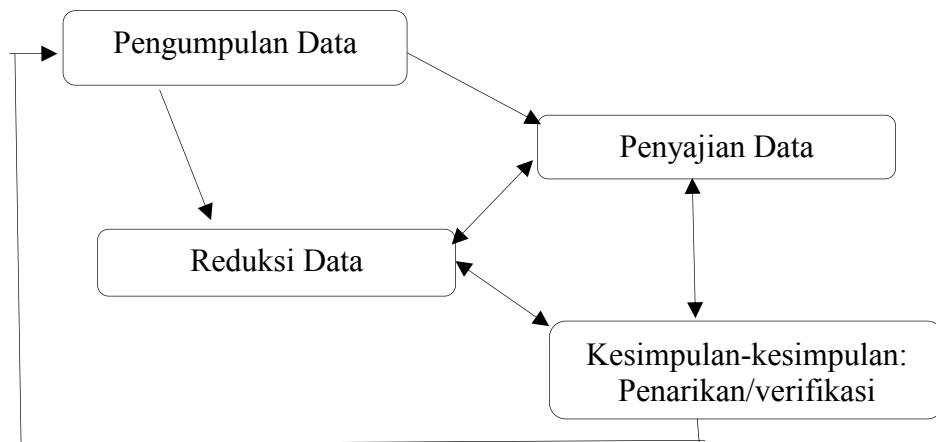 Pengumpulan Data
Penyajian Data
Reduksi Data
Kesimpulan-kesimpulan:
Penarikan/verifikasi